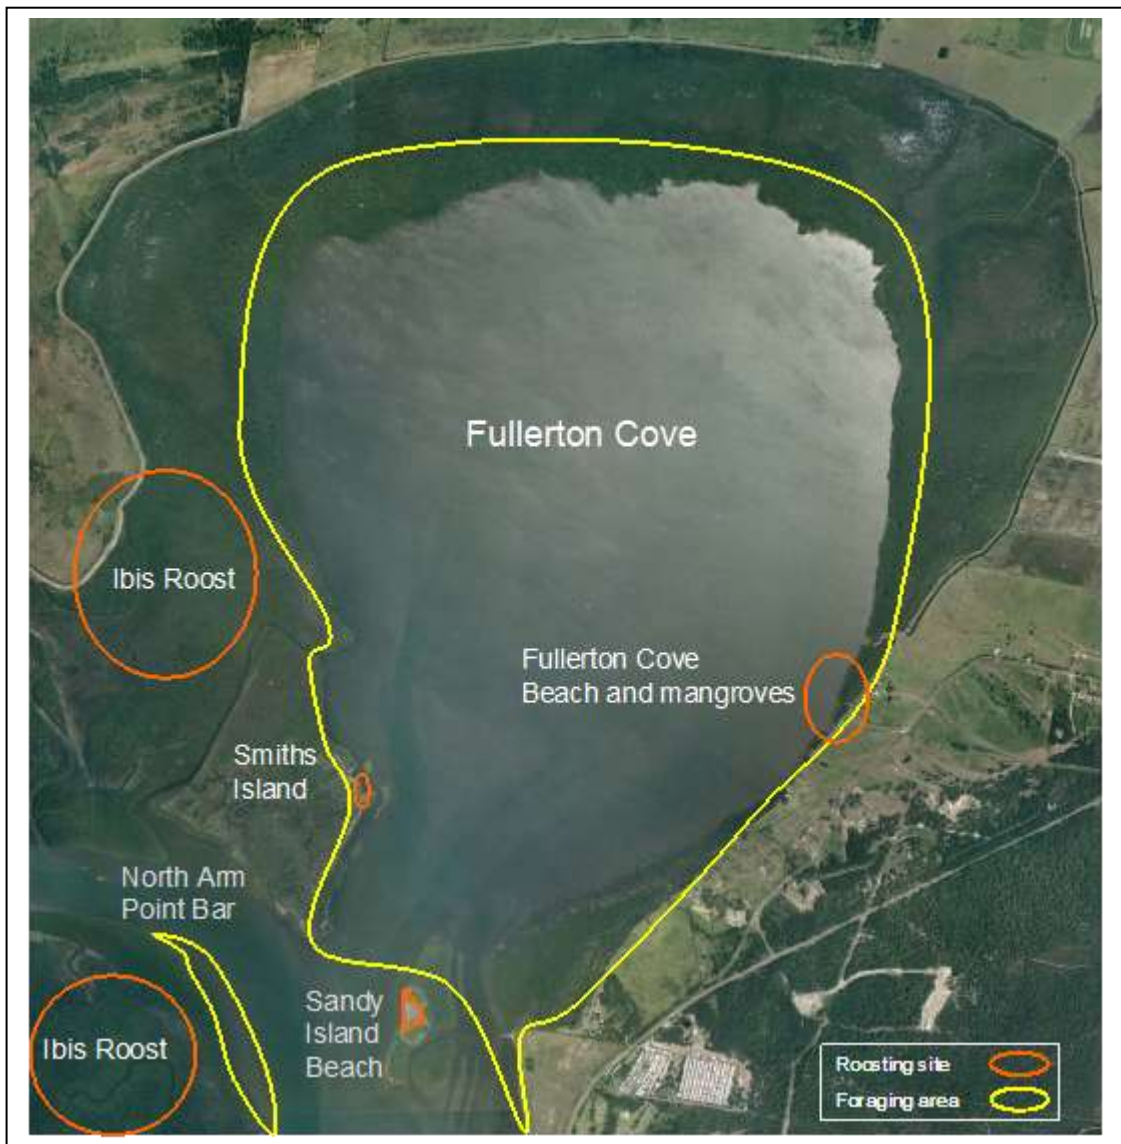 Fullerton Cove
Ibis Roost
Fullerton Cove
Beach and mangroves
Smiths
Island
North Arm
Point Bar
Sandy
Island
Beach
Ibis Roost
Roosting site
Foraging area